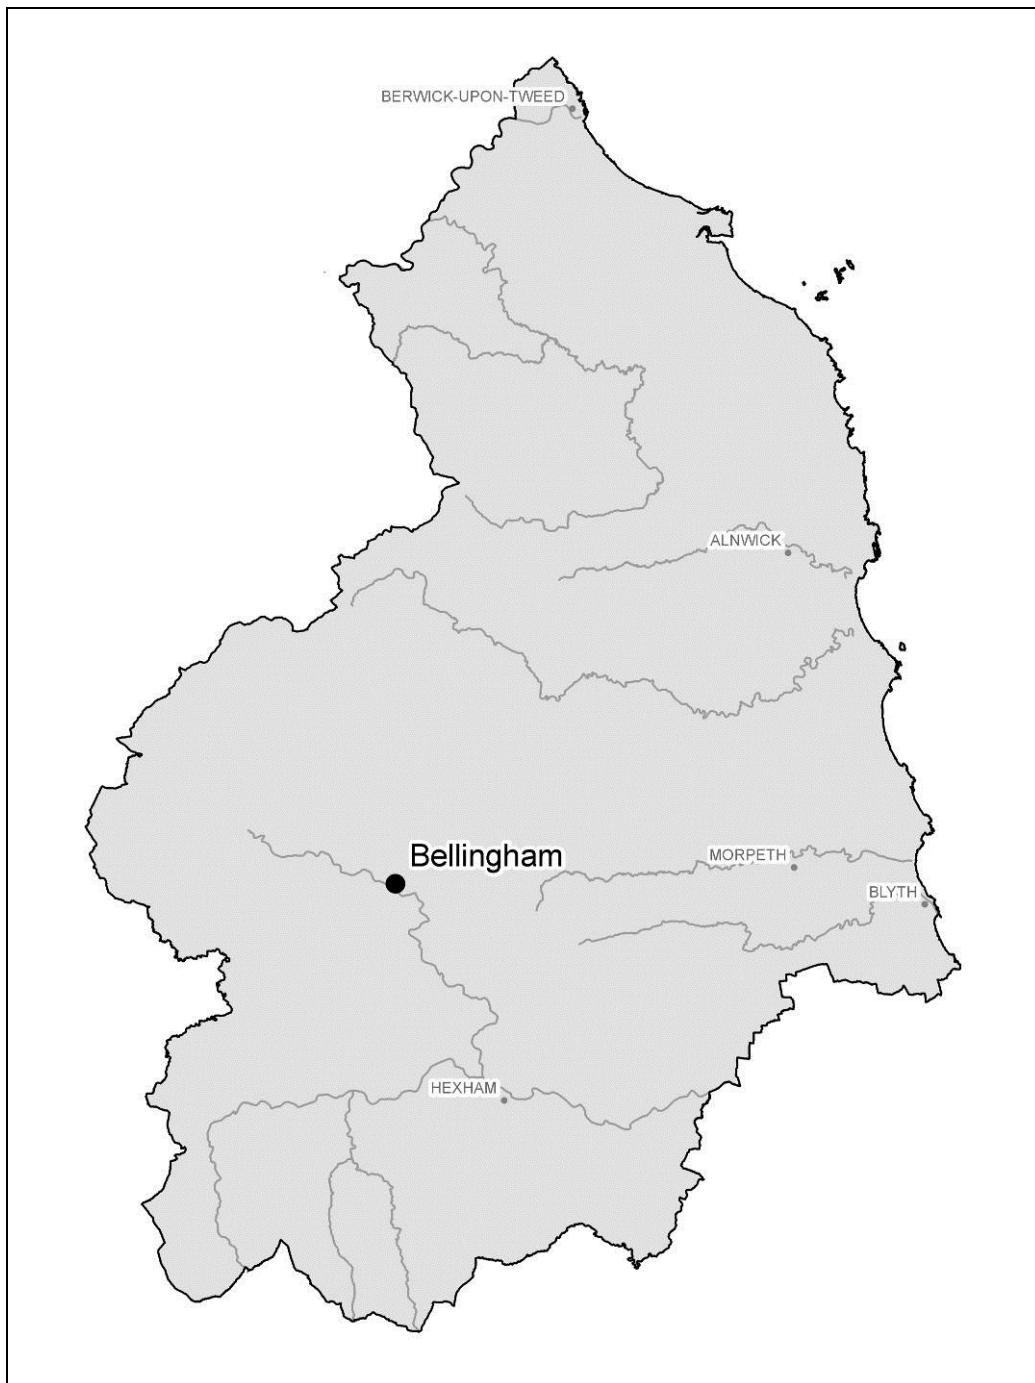 BERWICK-UPON-TWEED
ALNWICK
Bellingham
MORPETH
BLYTH
HEXHAM